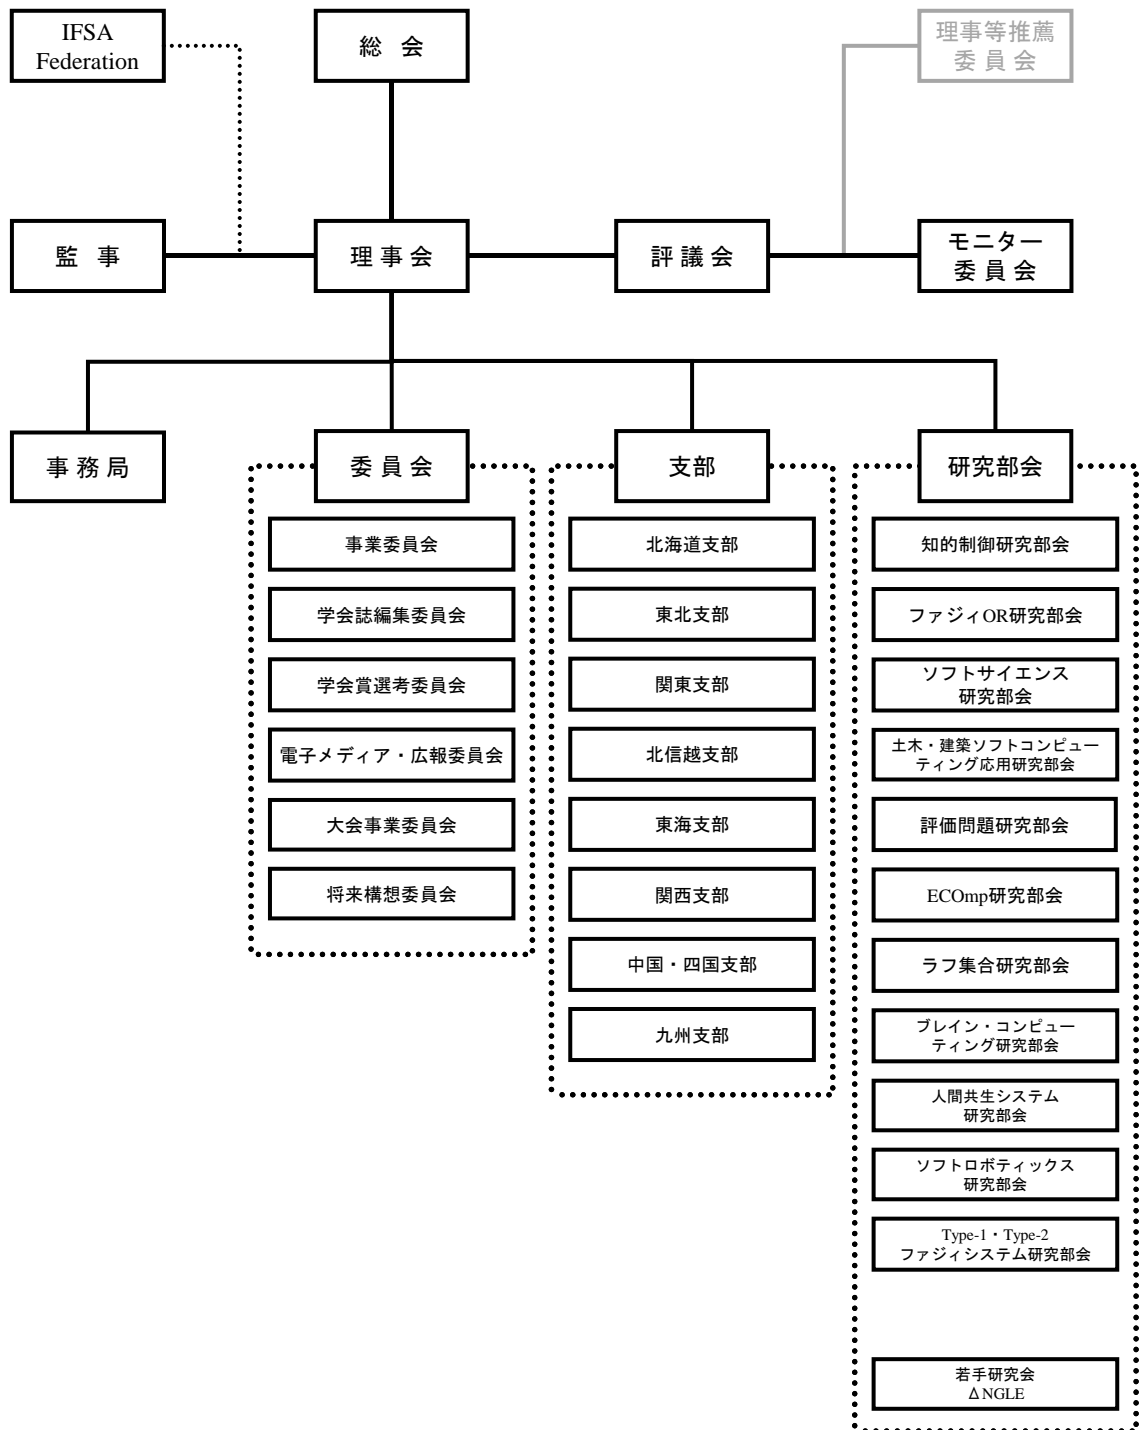 IFSA
Federation
総 会
理事等推薦
委 員 会
監 事
理 事 会
評 議 会
モニター
委 員 会
事 務 局
委 員 会
事業委員会
学会誌編集委員会
学会賞選考委員会
電子メディア・広報委員会
大会事業委員会
将来構想委員会
支部
北海道支部
東北支部
関東支部
北信越支部
東海支部
関西支部
中国・四国支部
九州支部
研究部会
知的制御研究部会
ファジィOR研究部会
ソフトサイエンス
研究部会
土木・建築ソフトコンピュー
ティング応用研究部会
評価問題研究部会
ECOmp研究部会
ラフ集合研究部会
ブレイン・コンピュー
ティング研究部会
人間共生システム
研究部会
ソフトロボティックス
研究部会
Type-1・Type-2
ファジィシステム研究部会
若手研究会
ΔNGLE